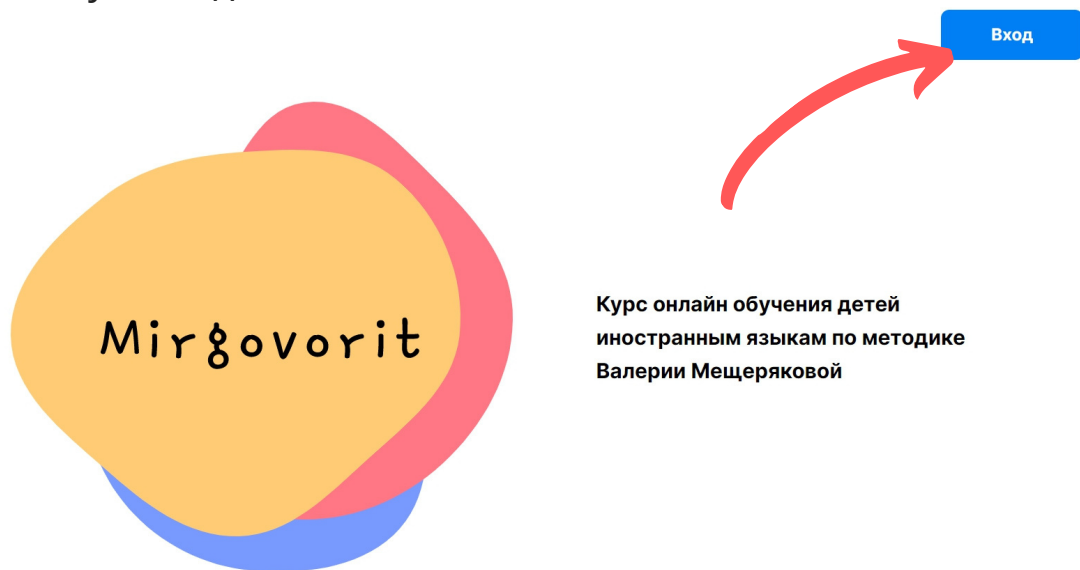 Вход
Mirgovorit
Курс онлайн обучения детей
иностранным языкам по методике
Валерии Мещеряковой